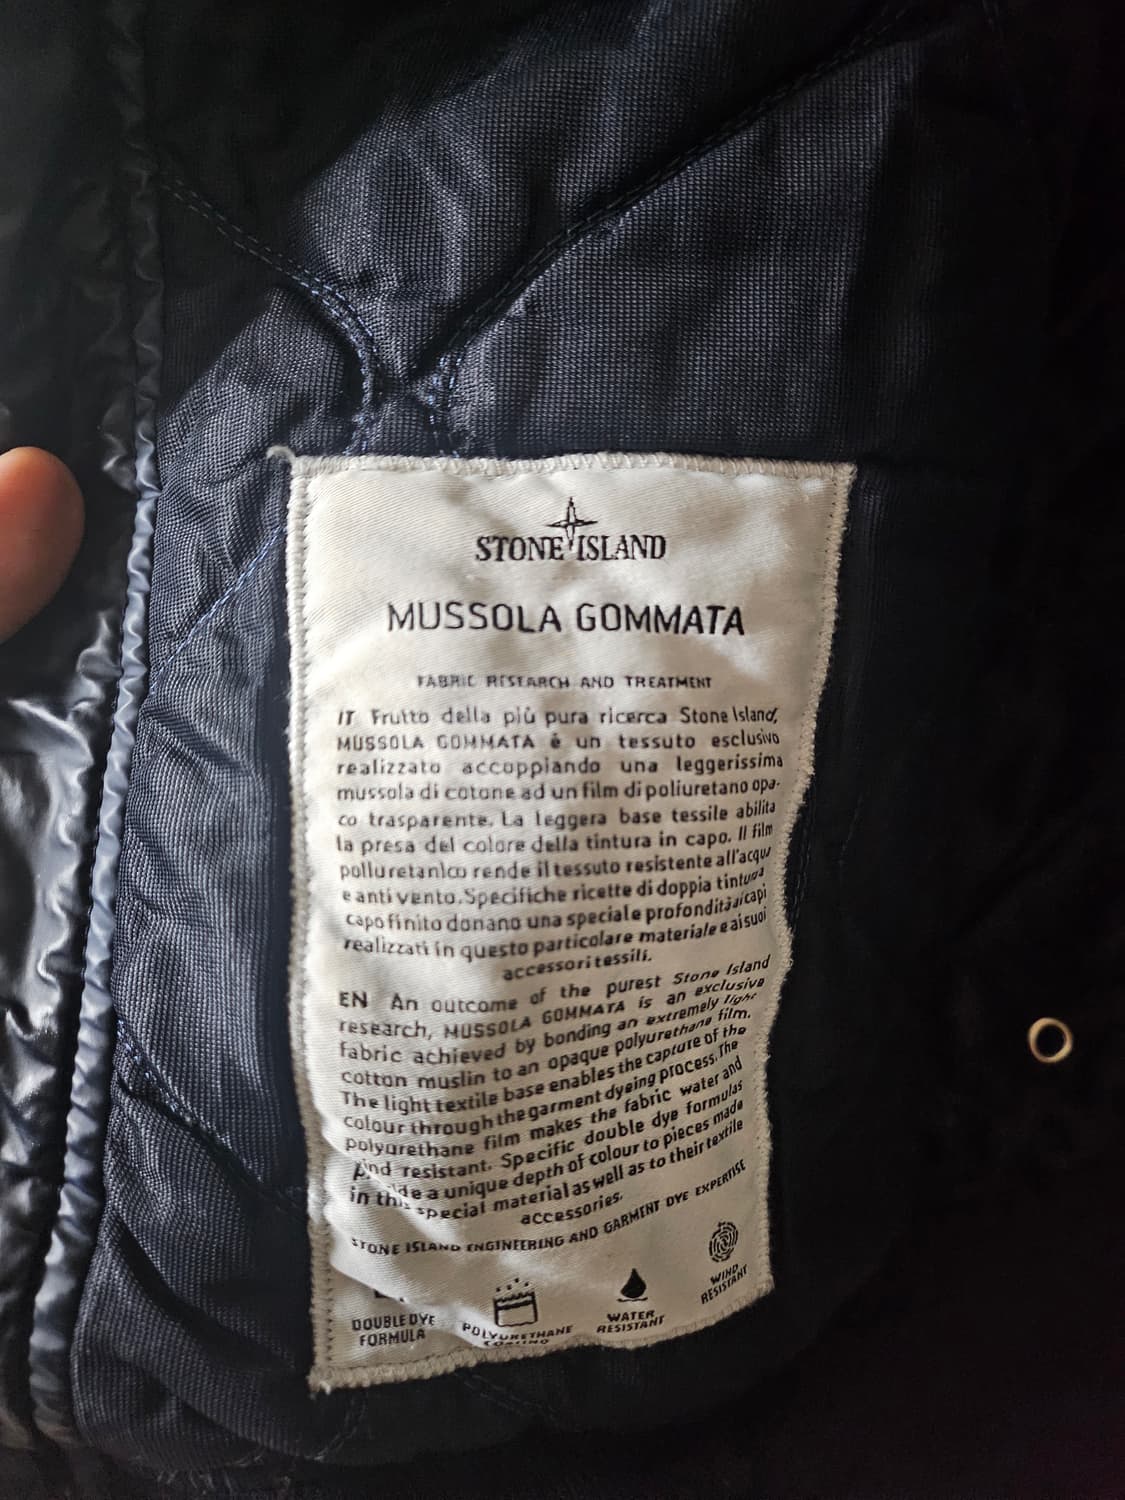 STONE ISLAND
MUSSOLA GOMMATA
FABRIC RESEARCH AND TREATMENT
IT Frutto della più pura ricerca Stone Island,
MUSSOLA GOMMATA è un tessuto esclusivo
realizzato accoppiando una leggerissima
mussola di cotone ad un film di poliuretano opa-
co trasparente. La leggera base tessile abilita
la presa del colore della tintura in capo. Il film
poliuretanico rende il tessuto resistente all'acqua
e anti vento. Specifiche ricette di doppia tintura
capo finito donano una speciale profondità ai capi
realizzati in questo particolare materiale e ai suoi
accessori tessili.
EN An outcome of the purest Stone Island
research, MUSSOLA GOMMATA is an exclusive
fabric achieved by bonding an extremely light
cotton muslin to an opaque polyurethane film.
The light textile base enables the capture of the
colour through the garment dyeing process. The
polyurethane film makes the fabric water and
resistant. Specific double dye formulas
a unique depth of colour to pieces made
in this special material as well as to their textile
accessories.
STONE ISLAND ENGINEERING AND GARMENT DYE EXPERTISE
DOUBLE DYE
FORMULA
POLYURETHANE
COATING
WATER
RESISTANT
WIND
RESISTANT